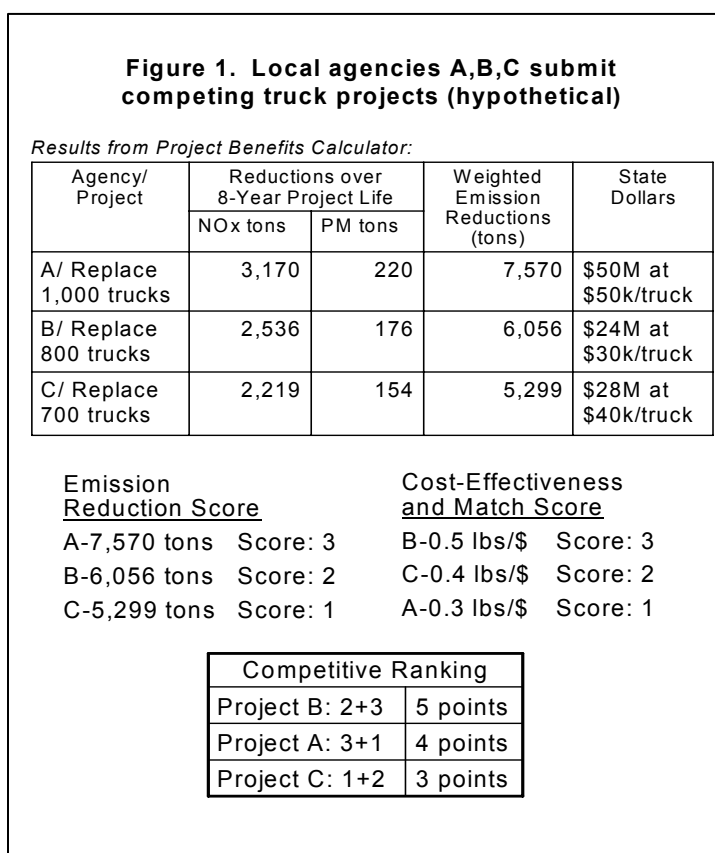 Figure 1.  Local agencies A,B,C submit
competing truck projects (hypothetical)
Results from Project Benefits Calculator:
Agency/
Project
Reductions over
8-Year Project Life
NOx tons
PM tons
Weighted
Emission
Reductions
(tons)
State
Dollars
A/ Replace
1,000 trucks
3,170
220
7,570
$50M at
$50k/truck
B/ Replace
800 trucks
2,536
176
6,056
$24M at
$30k/truck
C/ Replace
700 trucks
2,219
154
5,299
$28M at
$40k/truck
Emission
Reduction Score
A-7,570 tons   Score: 3
B-6,056 tons   Score: 2
C-5,299 tons   Score: 1
Cost-Effectiveness
and Match Score
B-0.5 lbs/$   Score: 3
C-0.4 lbs/$   Score: 2
A-0.3 lbs/$   Score: 1
Competitive Ranking
Project B: 2+3   5 points
Project A: 3+1   4 points
Project C: 1+2   3 points